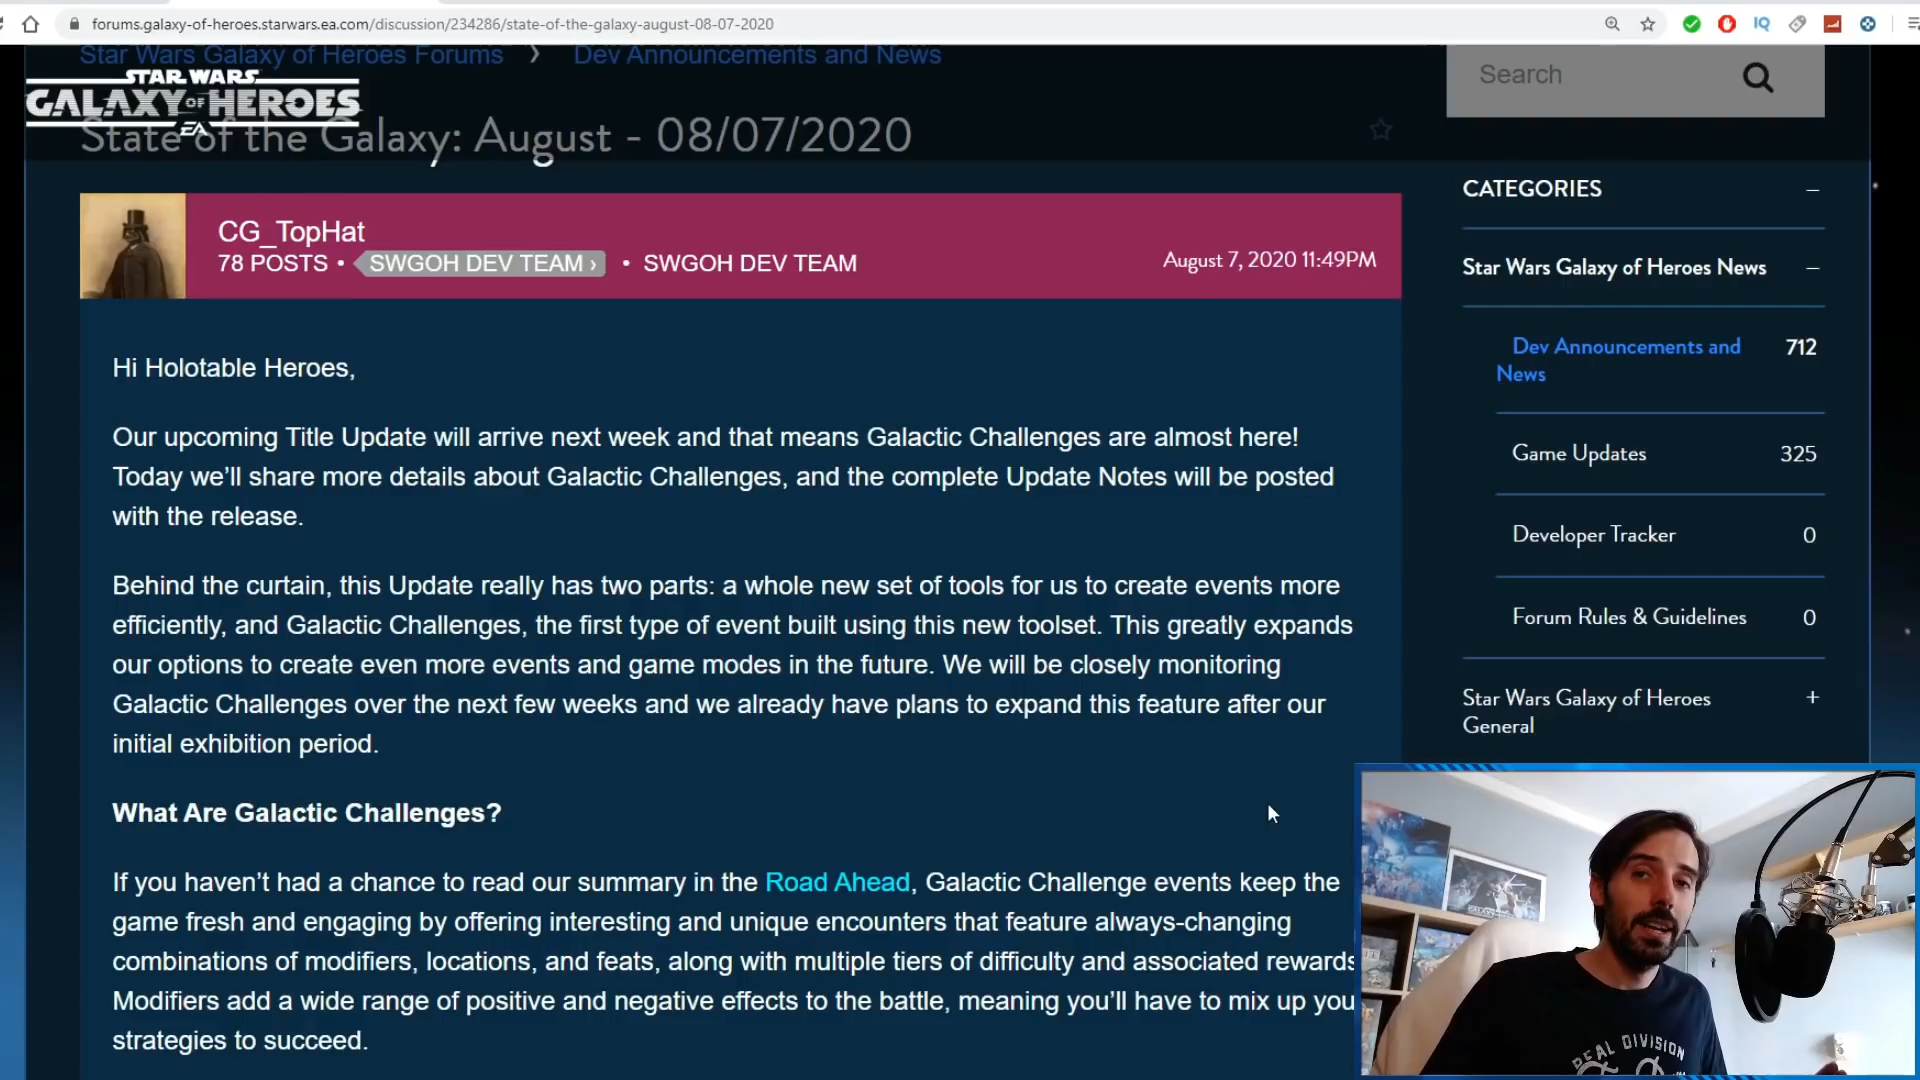 forums.galaxy-of-heroes.starwars.ea.com/discussion/234286/state-of-the-galaxy-august-08-07-2020
Star Wars Galaxy of Heroes Forums > Dev Announcements and News
STAR WARS
GALAXY OF HEROES
EA
State of the Galaxy: August - 08/07/2020
Search
CG_TopHat
78 POSTS • SWGOH DEV TEAM › • SWGOH DEV TEAM
August 7, 2020 11:49PM
Hi Holotable Heroes,
Our upcoming Title Update will arrive next week and that means Galactic Challenges are almost here!
Today we’ll share more details about Galactic Challenges, and the complete Update Notes will be posted
with the release.
Behind the curtain, this Update really has two parts: a whole new set of tools for us to create events more
efficiently, and Galactic Challenges, the first type of event built using this new toolset. This greatly expands
our options to create even more events and game modes in the future. We will be closely monitoring
Galactic Challenges over the next few weeks and we already have plans to expand this feature after our
initial exhibition period.
What Are Galactic Challenges?
If you haven’t had a chance to read our summary in the Road Ahead, Galactic Challenge events keep the
game fresh and engaging by offering interesting and unique encounters that feature always-changing
combinations of modifiers, locations, and feats, along with multiple tiers of difficulty and associated rewards
Modifiers add a wide range of positive and negative effects to the battle, meaning you’ll have to mix up you
strategies to succeed.
CATEGORIES –
Star Wars Galaxy of Heroes News –
Dev Announcements and 712
News
Game Updates 325
Developer Tracker 0
Forum Rules & Guidelines 0
Star Wars Galaxy of Heroes +
General
IQ
REAL DIVISION